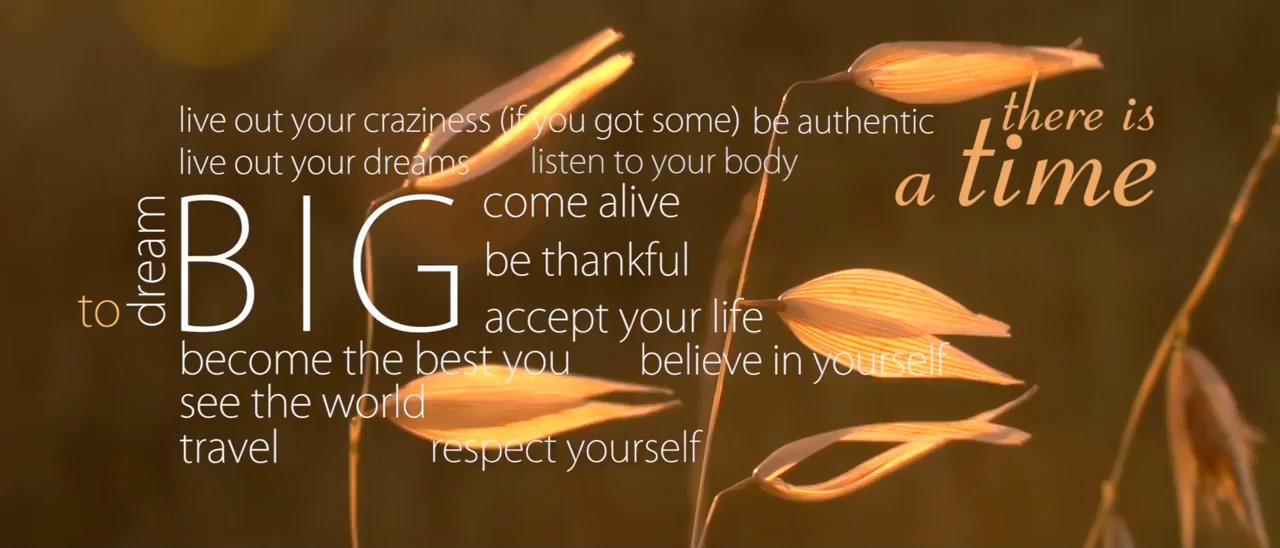 there is
a time
to dream BIG
live out your craziness (if you got some) be authentic
live out your dreams listen to your body
come alive
be thankful
accept your life
become the best you believe in yourself
see the world
travel respect yourself